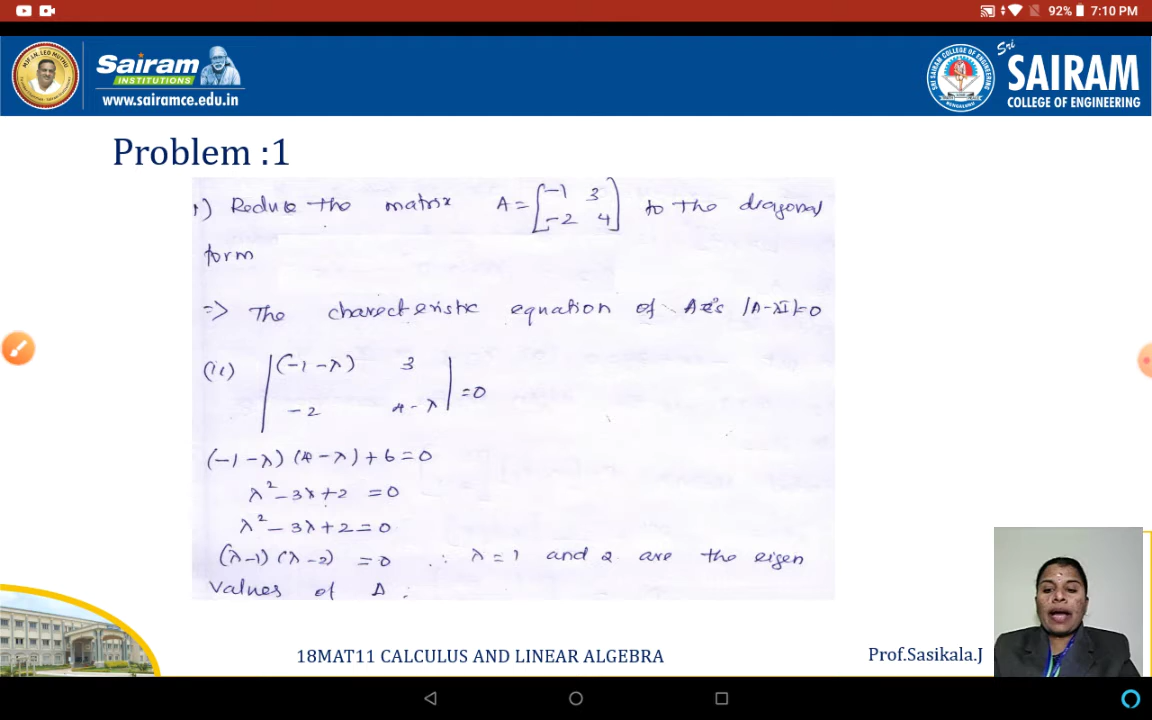 92% 7:10 PM
Sairam
INSTITUTIONS
www.sairamce.edu.in
Sri
SAIRAM
COLLEGE OF ENGINEERING
Problem :1
1) Reduce the matrix A = [-1 3
-2 4] to the diagonal
form
=> The charecteristic equation of A is |A-λI|=0
(ie) |(-1-λ) 3
-2 4-λ| =0
(-1-λ) (4-λ)+6=0
λ²-3λ+2 =0
λ²-3λ+2=0
(λ-1)(λ-2) =0 ∴ λ=1 and 2 are the eigen
values of A.
18MAT11 CALCULUS AND LINEAR ALGEBRA
Prof.Sasikala.J